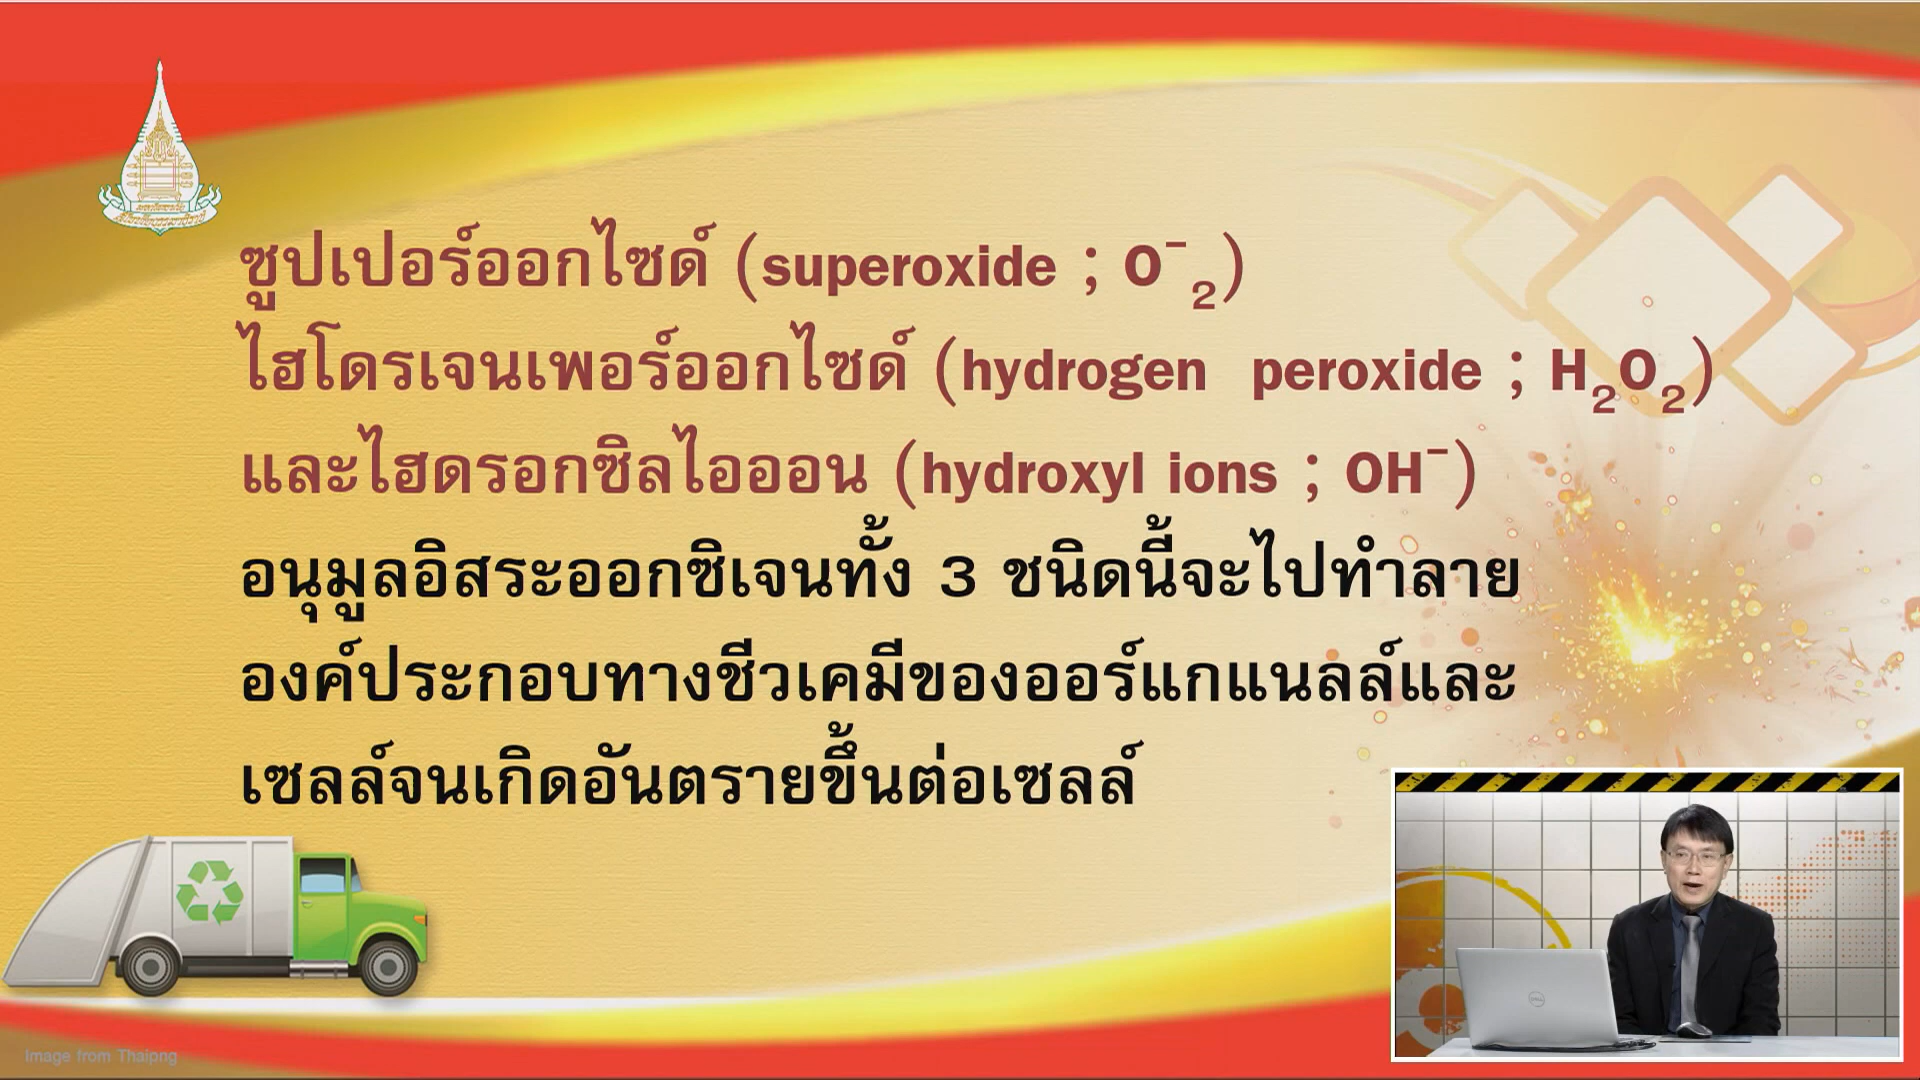 ซูปเปอร์ออกไซด์ (superoxide ; O⁻₂)
ไฮโดรเจนเพอร์ออกไซด์ (hydrogen peroxide ; H₂O₂)
และไฮดรอกซิลไอออน (hydroxyl ions ; OH⁻)
อนุมูลอิสระออกซิเจนทั้ง 3 ชนิดนี้จะไปทำลาย
องค์ประกอบทางชีวเคมีของออร์แกแนลล์และ
เซลล์จนเกิดอันตรายขึ้นต่อเซลล์
Image from Thaipng